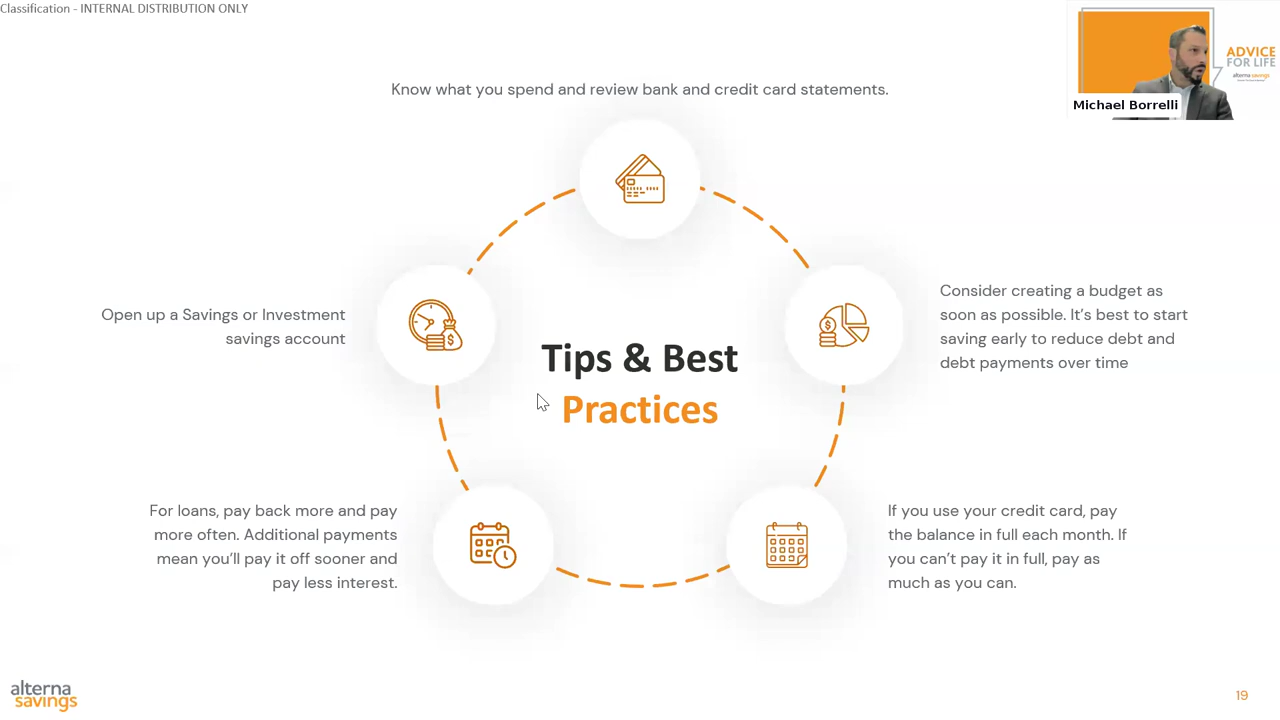 Classification - INTERNAL DISTRIBUTION ONLY
ADVICE
FOR LIFE
alterna savings
Michael Borrelli
Know what you spend and review bank and credit card statements.
Open up a Savings or Investment
savings account
Consider creating a budget as
soon as possible. It’s best to start
saving early to reduce debt and
debt payments over time
Tips & Best
Practices
For loans, pay back more and pay
more often. Additional payments
mean you’ll pay it off sooner and
pay less interest.
If you use your credit card, pay
the balance in full each month. If
you can’t pay it in full, pay as
much as you can.
alterna
savings
19